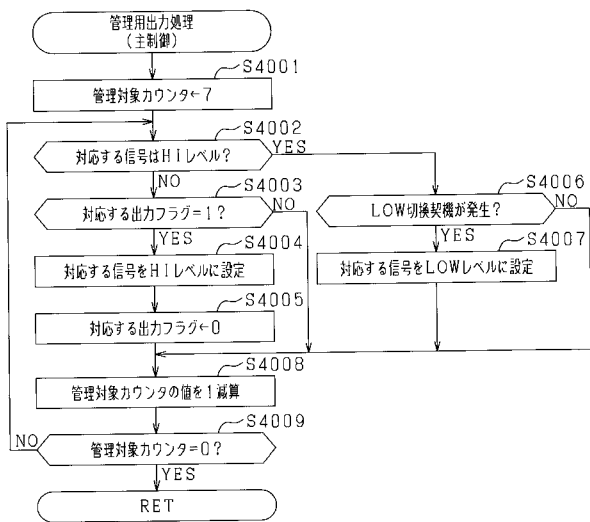 管理用出力処理
(主制御)
S4001
管理対象カウンタ←7
S4002
対応する信号はHIレベル?
YES
NO
S4003
対応する出力フラグ=1?
NO
YES
S4004
対応する信号をHIレベルに設定
S4005
対応する出力フラグ←0
S4006
LOW切換契機が発生?
NO
YES
S4007
対応する信号をLOWレベルに設定
S4008
管理対象カウンタの値を1減算
S4009
管理対象カウンタ=0?
NO
YES
RET